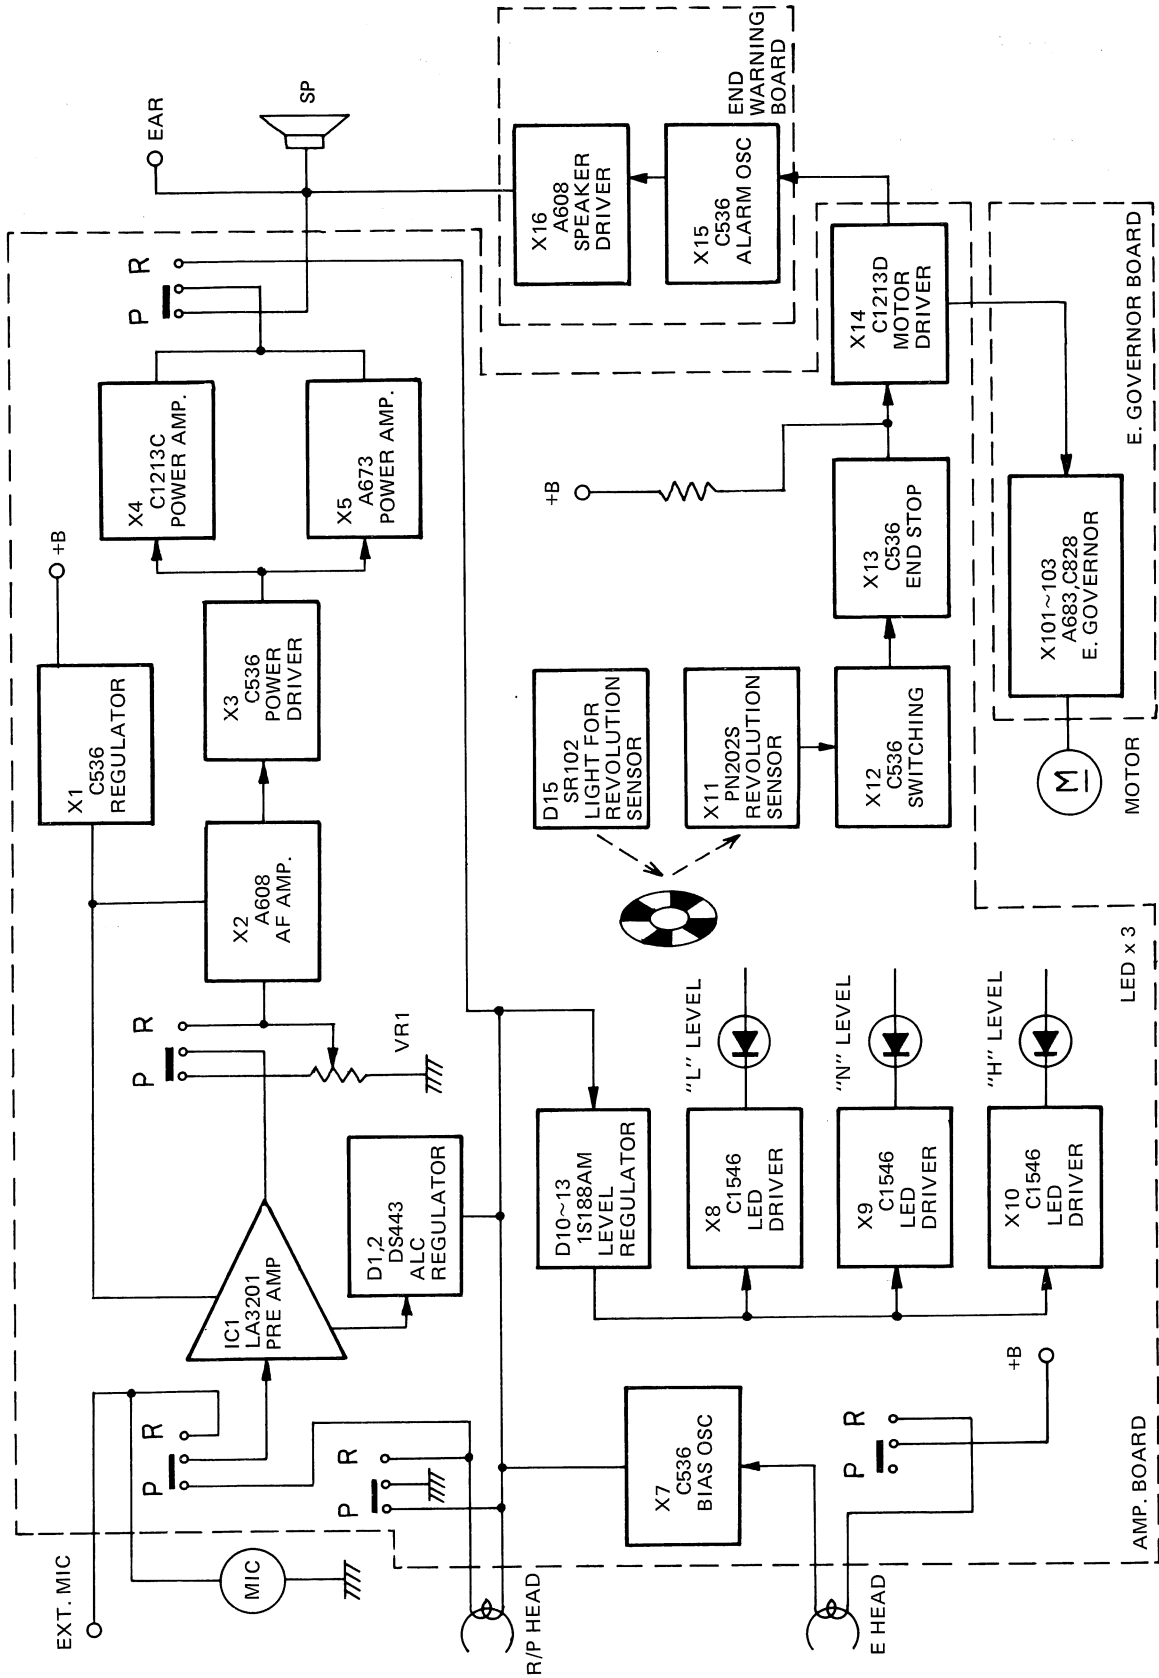 EXT. MIC
MIC
P R
IC1
LA3201
PRE AMP
P R
VR1
X1
C536
REGULATOR
+B
X2
A608
AF AMP.
X3
C536
POWER
DRIVER
X4
C1213C
POWER AMP.
X5
A673
POWER AMP.
P R
EAR
SP
D1,2
DS443
ALC
REGULATOR
P R
R/P HEAD
D10~13
1S188AM
LEVEL
REGULATOR
X7
C536
BIAS OSC
E HEAD
P R
+B
X8
C1546
LED
DRIVER
"L" LEVEL
X9
C1546
LED
DRIVER
"N" LEVEL
X10
C1546
LED
DRIVER
"H" LEVEL
LED x 3
AMP. BOARD
D15
SR102
LIGHT FOR
REVOLUTION
SENSOR
X11
PN202S
REVOLUTION
SENSOR
X12
C536
SWITCHING
X13
C536
END STOP
+B
X14
C1213D
MOTOR
DRIVER
X16
A608
SPEAKER
DRIVER
X15
C536
ALARM OSC
END
WARNING
BOARD
M
MOTOR
X101~103
A683,C828
E. GOVERNOR
E. GOVERNOR BOARD